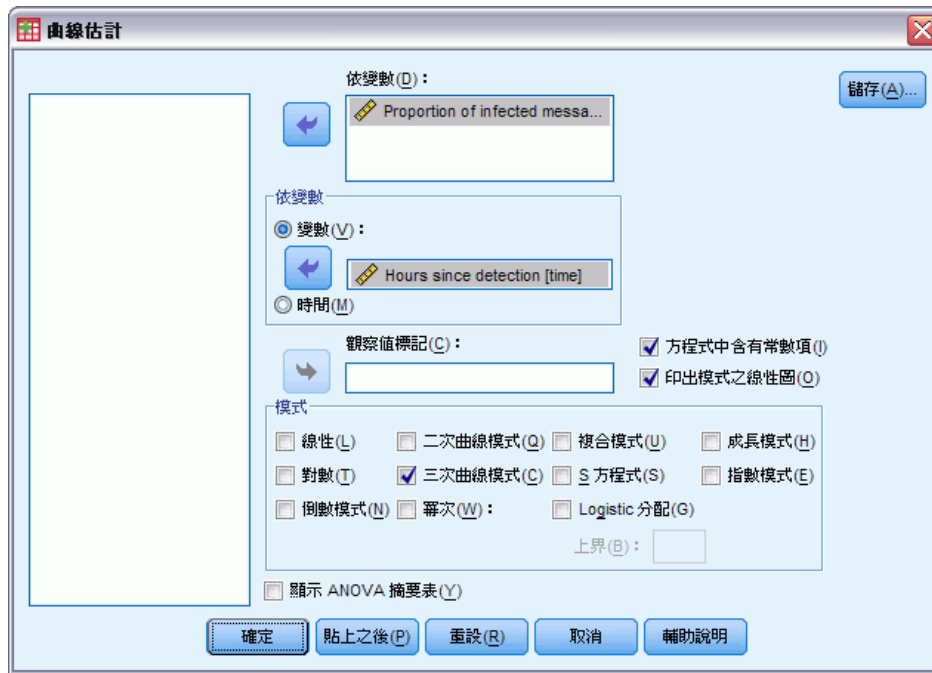 曲線估計
依變數(D)：
儲存(A)...
Proportion of infected messa...
依變數
變數(V)：
Hours since detection [time]
時間(M)
觀察值標記(C)：
方程式中含有常數項(I)
印出模式之線性圖(O)
模式
線性(L)
二次曲線模式(Q)
複合模式(U)
成長模式(H)
對數(T)
三次曲線模式(C)
S 方程式(S)
指數模式(E)
倒數模式(N)
冪次(W)：
Logistic 分配(G)
上界(B)：
顯示 ANOVA 摘要表(Y)
確定
貼上之後(P)
重設(R)
取消
輔助說明